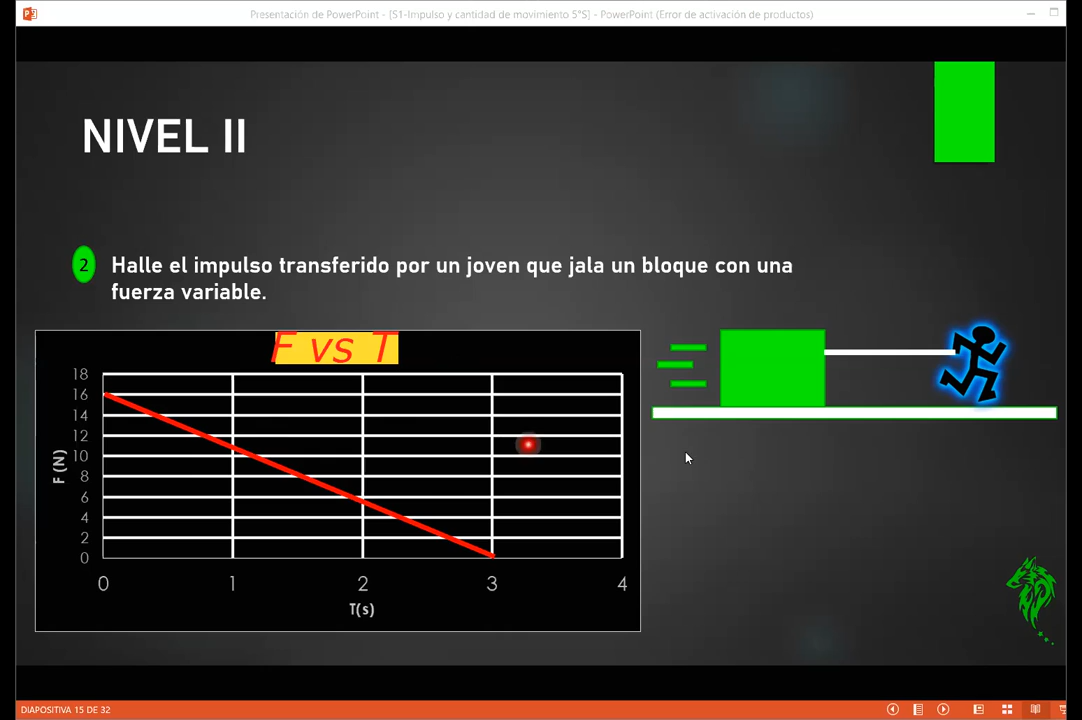 Presentación de PowerPoint - [S1-Impulso y cantidad de movimiento 5°S] - PowerPoint (Error de activación de productos)
NIVEL II
2 Halle el impulso transferido por un joven que jala un bloque con una
fuerza variable.
F vs T
18
16
14
12
10
8
6
4
2
0
F (N)
0 1 2 3 4
T(s)
DIAPOSITIVA 15 DE 32